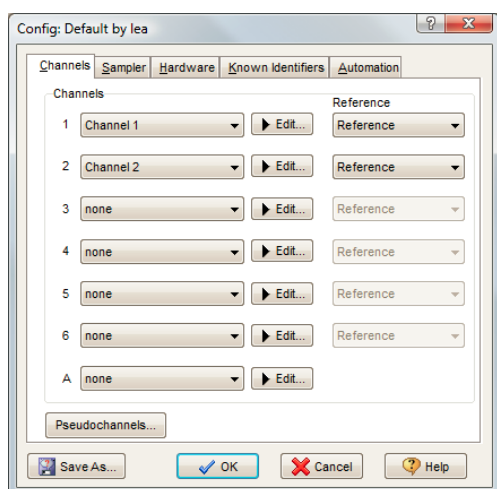 Config: Default by lea
?
X
Channels Sampler Hardware Known Identifiers Automation
Channels
Reference
1 Channel 1 Edit... Reference
2 Channel 2 Edit... Reference
3 none Edit... Reference
4 none Edit... Reference
5 none Edit... Reference
6 none Edit... Reference
A none Edit...
Pseudochannels...
Save As... OK Cancel ? Help